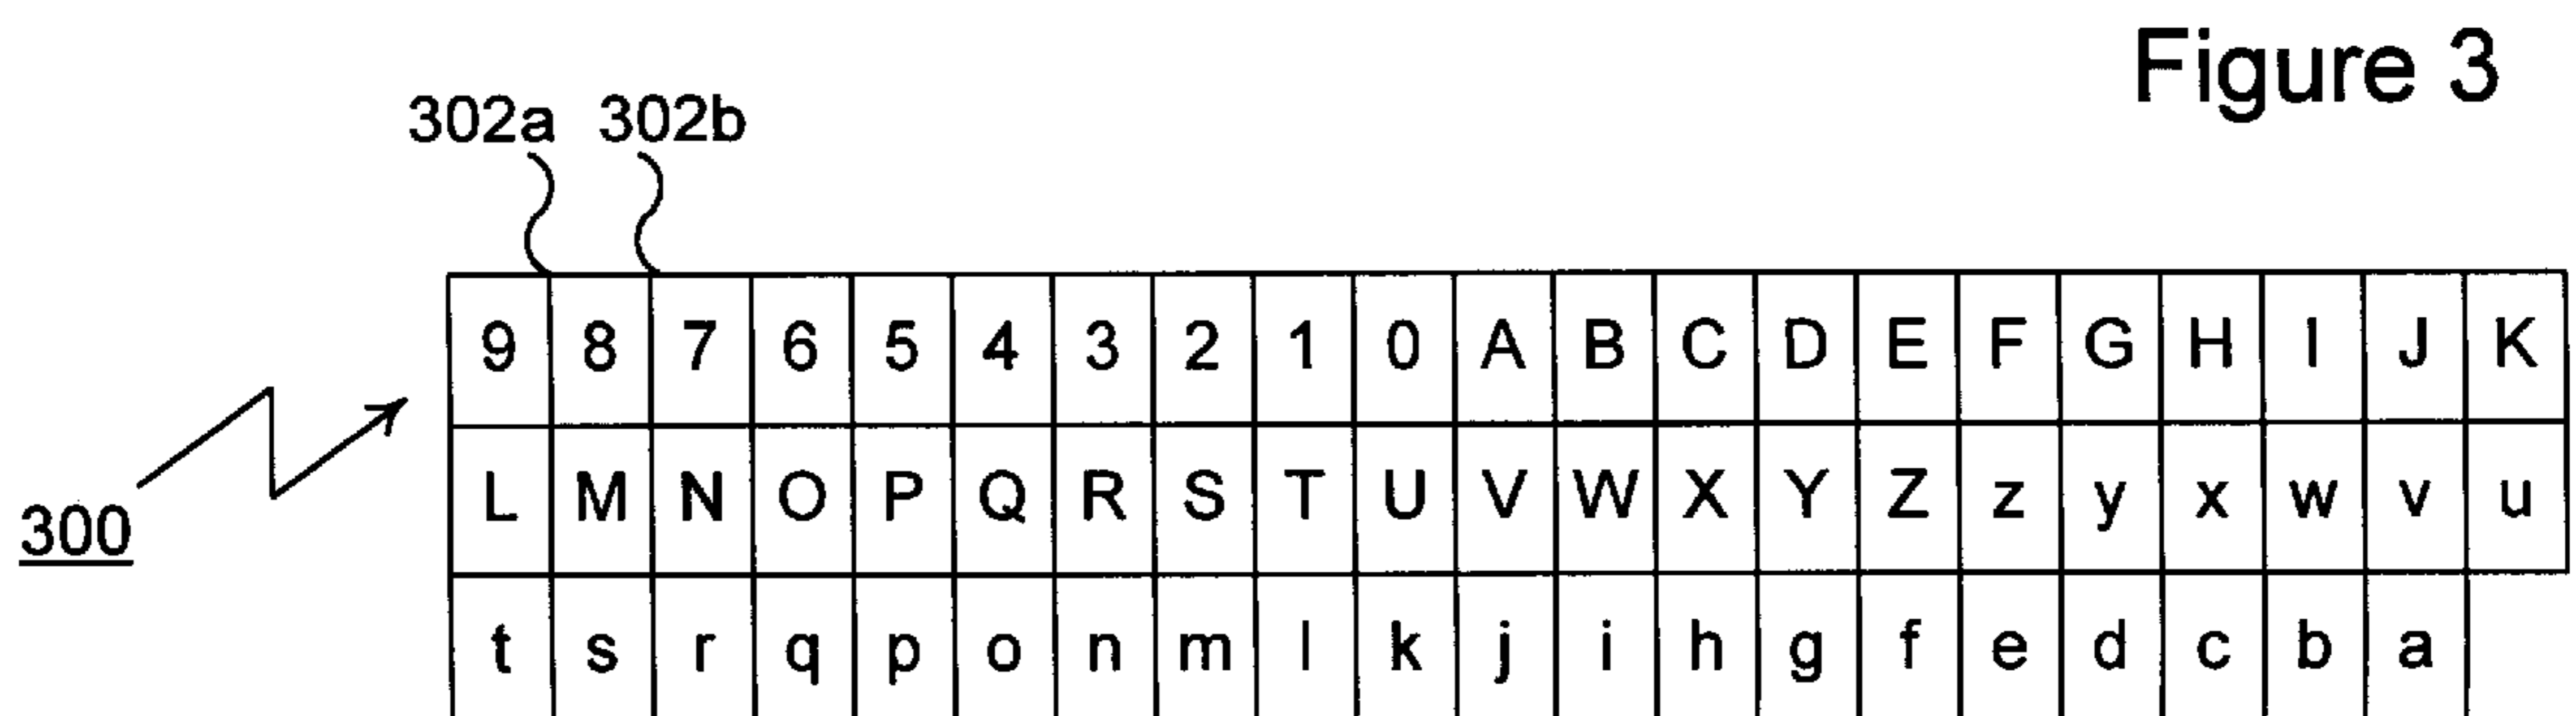 Figure 3
302a 302b
9 8 7 6 5 4 3 2 1 0 A B C D E F G H I J K
L M N O P Q R S T U V W X Y Z z y x w v u
300
t s r q p o n m l k j i h g f e d c b a